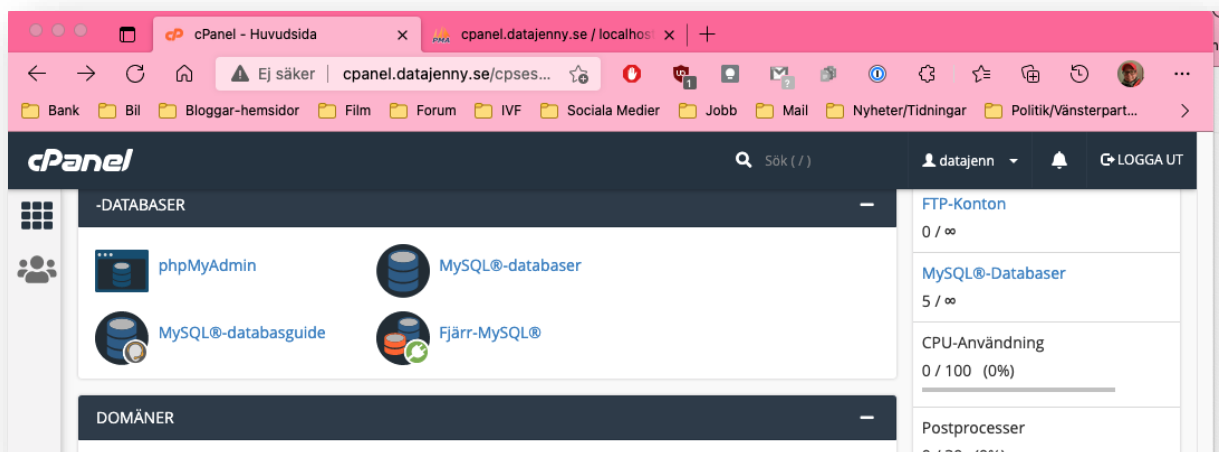 cPanel - Huvudsida
cpanel.datajenny.se / localhos
Ej säker | cpanel.datajenny.se/cpses...
1
?
Bank Bil Bloggar-hemsidor Film Forum IVF Sociala Medier Jobb Mail Nyheter/Tidningar Politik/Vänsterpart...
cPanel Sök ( / ) datajenn LOGGA UT
-DATABASER
phpMyAdmin MySQL®-databaser
MySQL®-databasguide Fjärr-MySQL®
DOMÄNER
FTP-Konton
0 / ∞
MySQL®-Databaser
5 / ∞
CPU-Användning
0 / 100 (0%)
Postprocesser